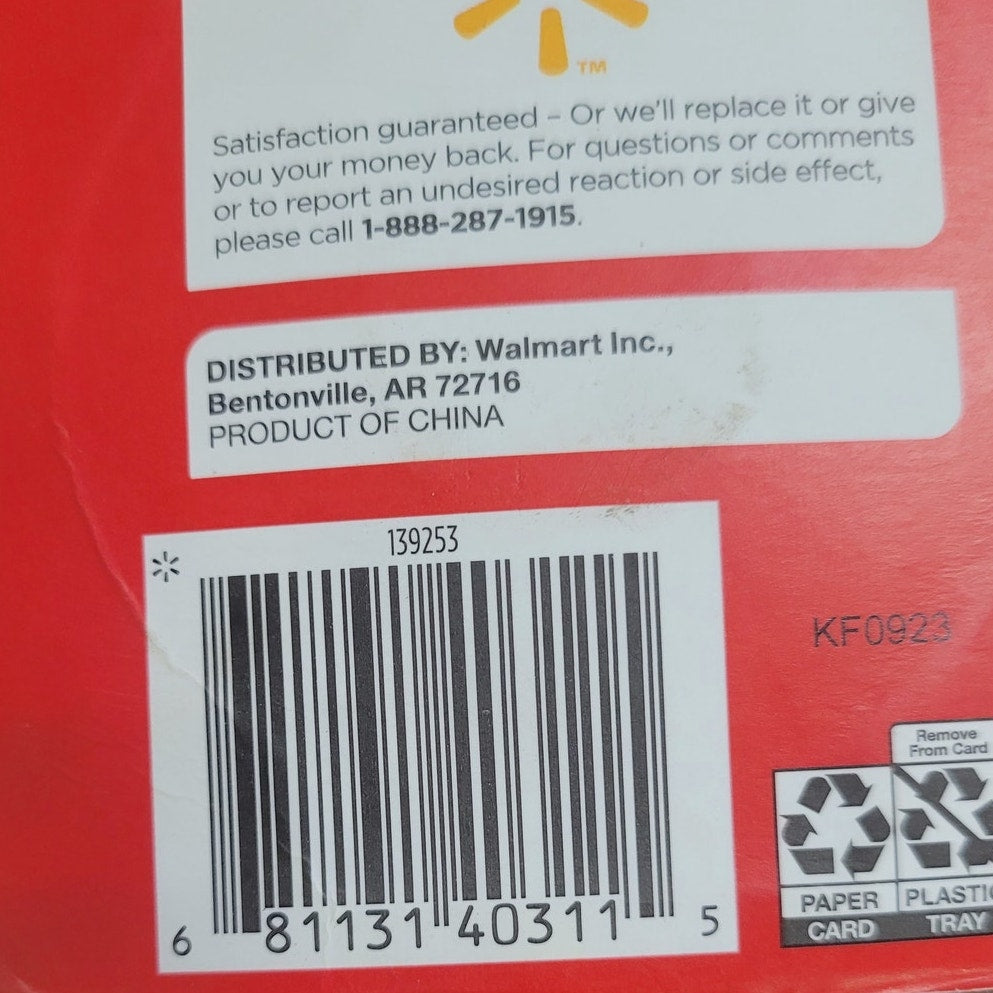 TM
Satisfaction guaranteed – Or we'll replace it or give
you your money back. For questions or comments
or to report an undesired reaction or side effect,
please call 1-888-287-1915.
DISTRIBUTED BY: Walmart Inc.,
Bentonville, AR 72716
PRODUCT OF CHINA
139253
6 81131 40311 5
KF0923
Remove
From Card
PAPER
CARD
PLASTIC
TRAY